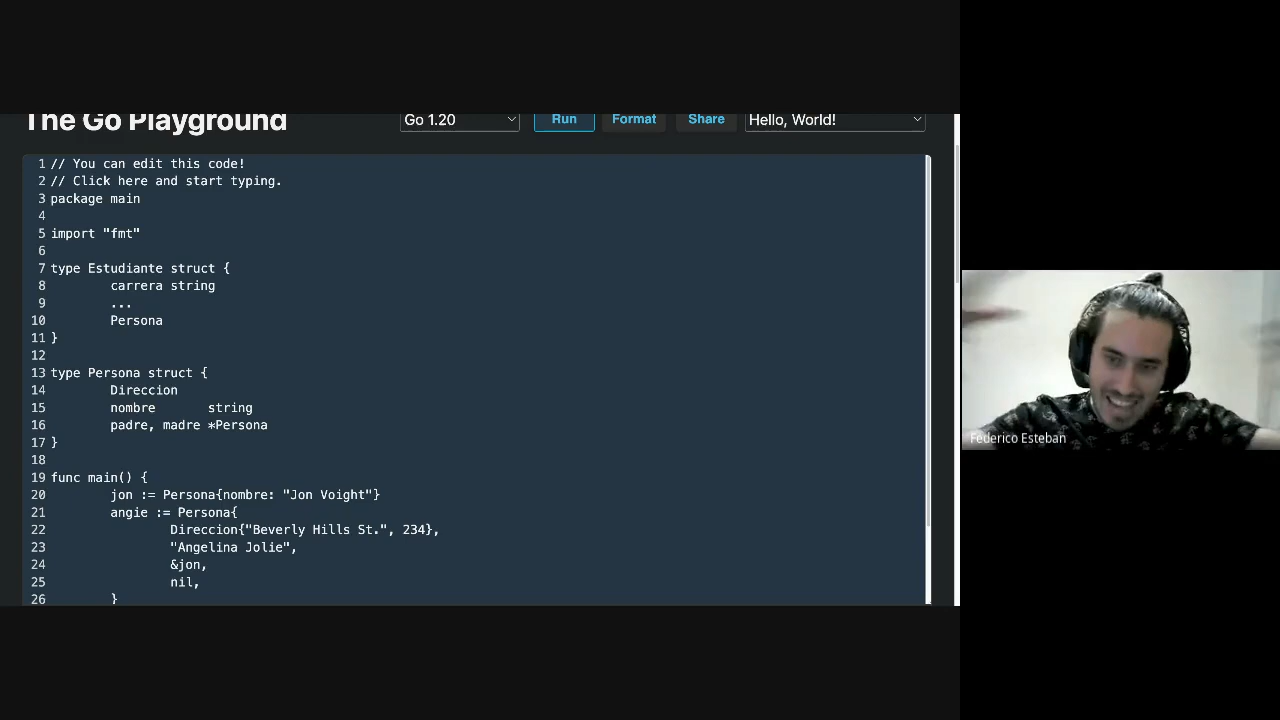 The Go Playground
Go 1.20
Run
Format
Share
Hello, World!
1 // You can edit this code!
2 // Click here and start typing.
3 package main
4
5 import "fmt"
6
7 type Estudiante struct {
8 carrera string
9 ...
10 Persona
11 }
12
13 type Persona struct {
14 Direccion
15 nombre string
16 padre, madre *Persona
17 }
18
19 func main() {
20 jon := Persona{nombre: "Jon Voight"}
21 angie := Persona{
22 Direccion{"Beverly Hills St.", 234},
23 "Angelina Jolie",
24 &jon,
25 nil,
26 }
Federico Esteban